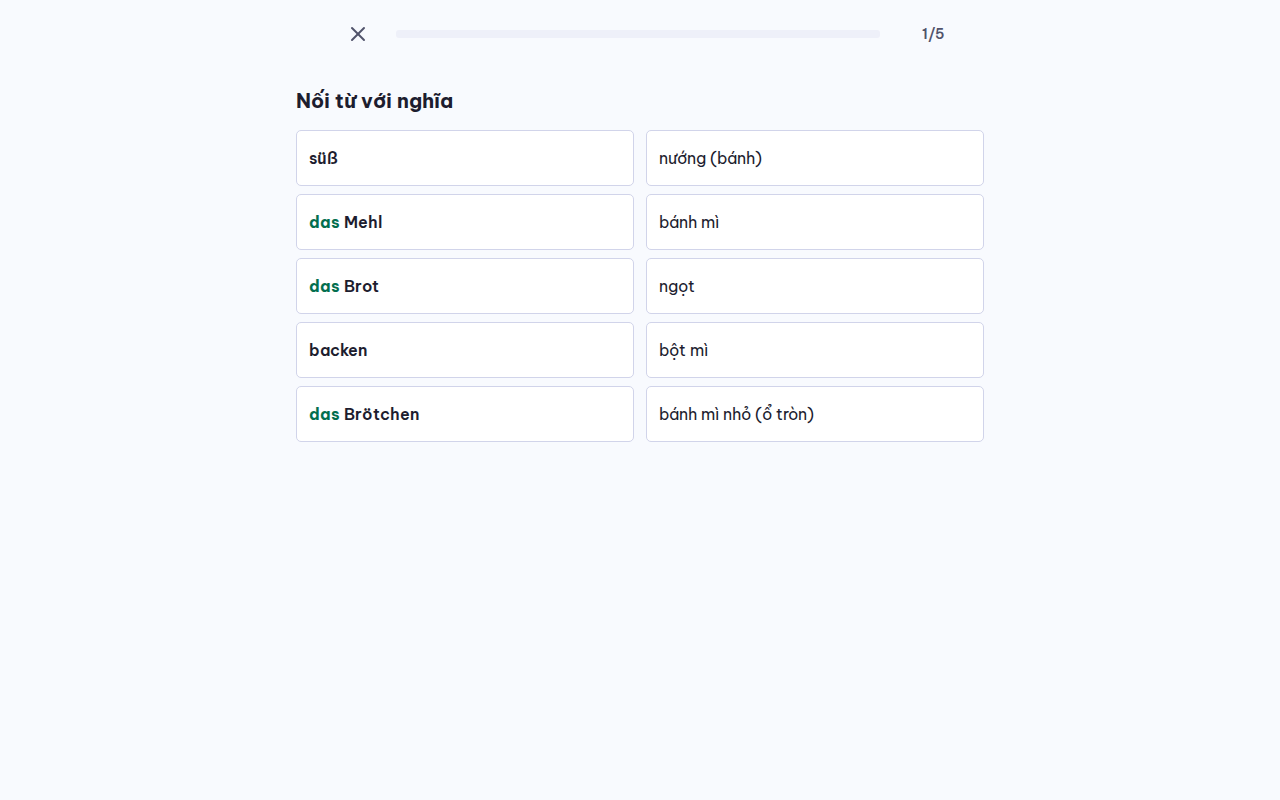 1/5
Nối từ với nghĩa
süß
nướng (bánh)
das Mehl
bánh mì
das Brot
ngọt
backen
bột mì
das Brötchen
bánh mì nhỏ (ổ tròn)